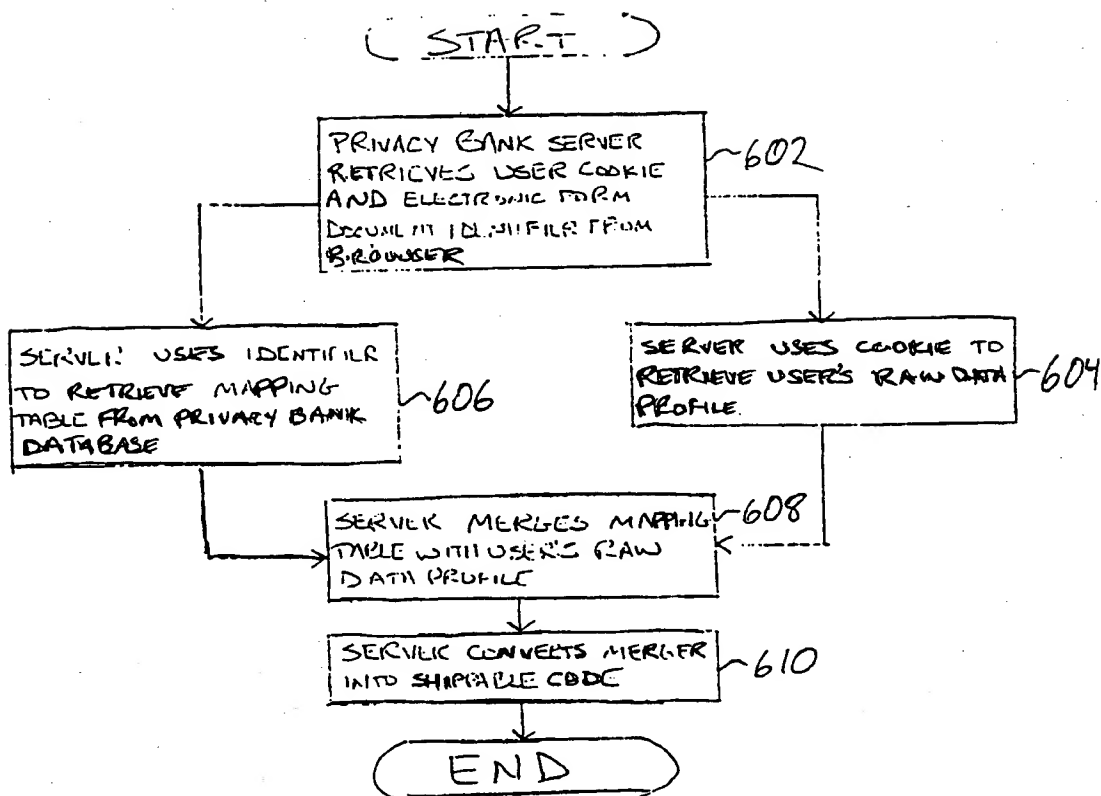 START
PRIVACY BANK SERVER
RETRIEVES USER COOKIE
AND ELECTRONIC FORM
DOCUMENT IDENTIFIER FROM
BROWSER
602
SERVER USES IDENTIFIER
TO RETRIEVE MAPPING
TABLE FROM PRIVACY BANK
DATABASE
606
SERVER USES COOKIE TO
RETRIEVE USER'S RAW DATA
PROFILE.
604
SERVER MERGES MAPPING
TABLE WITH USER'S RAW
DATA PROFILE
608
SERVER CONVERTS MERGER
INTO SHIPPABLE CODE
610
END